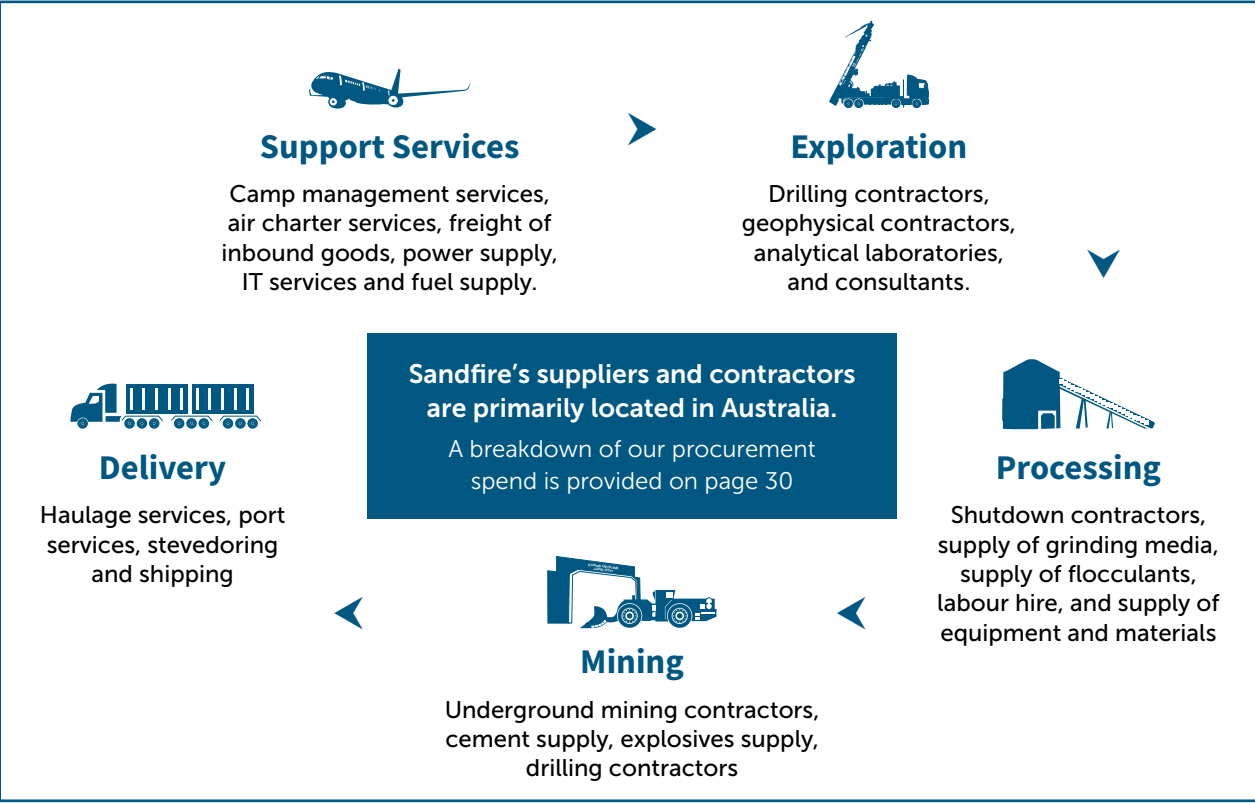 Support Services
Camp management services,
air charter services, freight of
inbound goods, power supply,
IT services and fuel supply.
Exploration
Drilling contractors,
geophysical contractors,
analytical laboratories,
and consultants.
Sandfire's suppliers and contractors
are primarily located in Australia.
A breakdown of our procurement
spend is provided on page 30
Delivery
Haulage services, port
services, stevedoring
and shipping
Processing
Shutdown contractors,
supply of grinding media,
supply of flocculants,
labour hire, and supply of
equipment and materials
Mining
Underground mining contractors,
cement supply, explosives supply,
drilling contractors